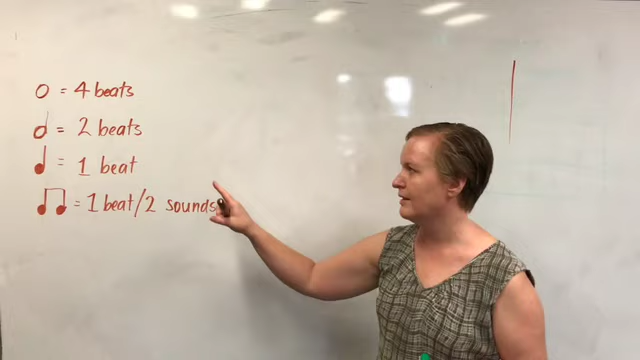 = 4 beats
= 2 beats
= 1 beat
= 1 beat/2 sounds